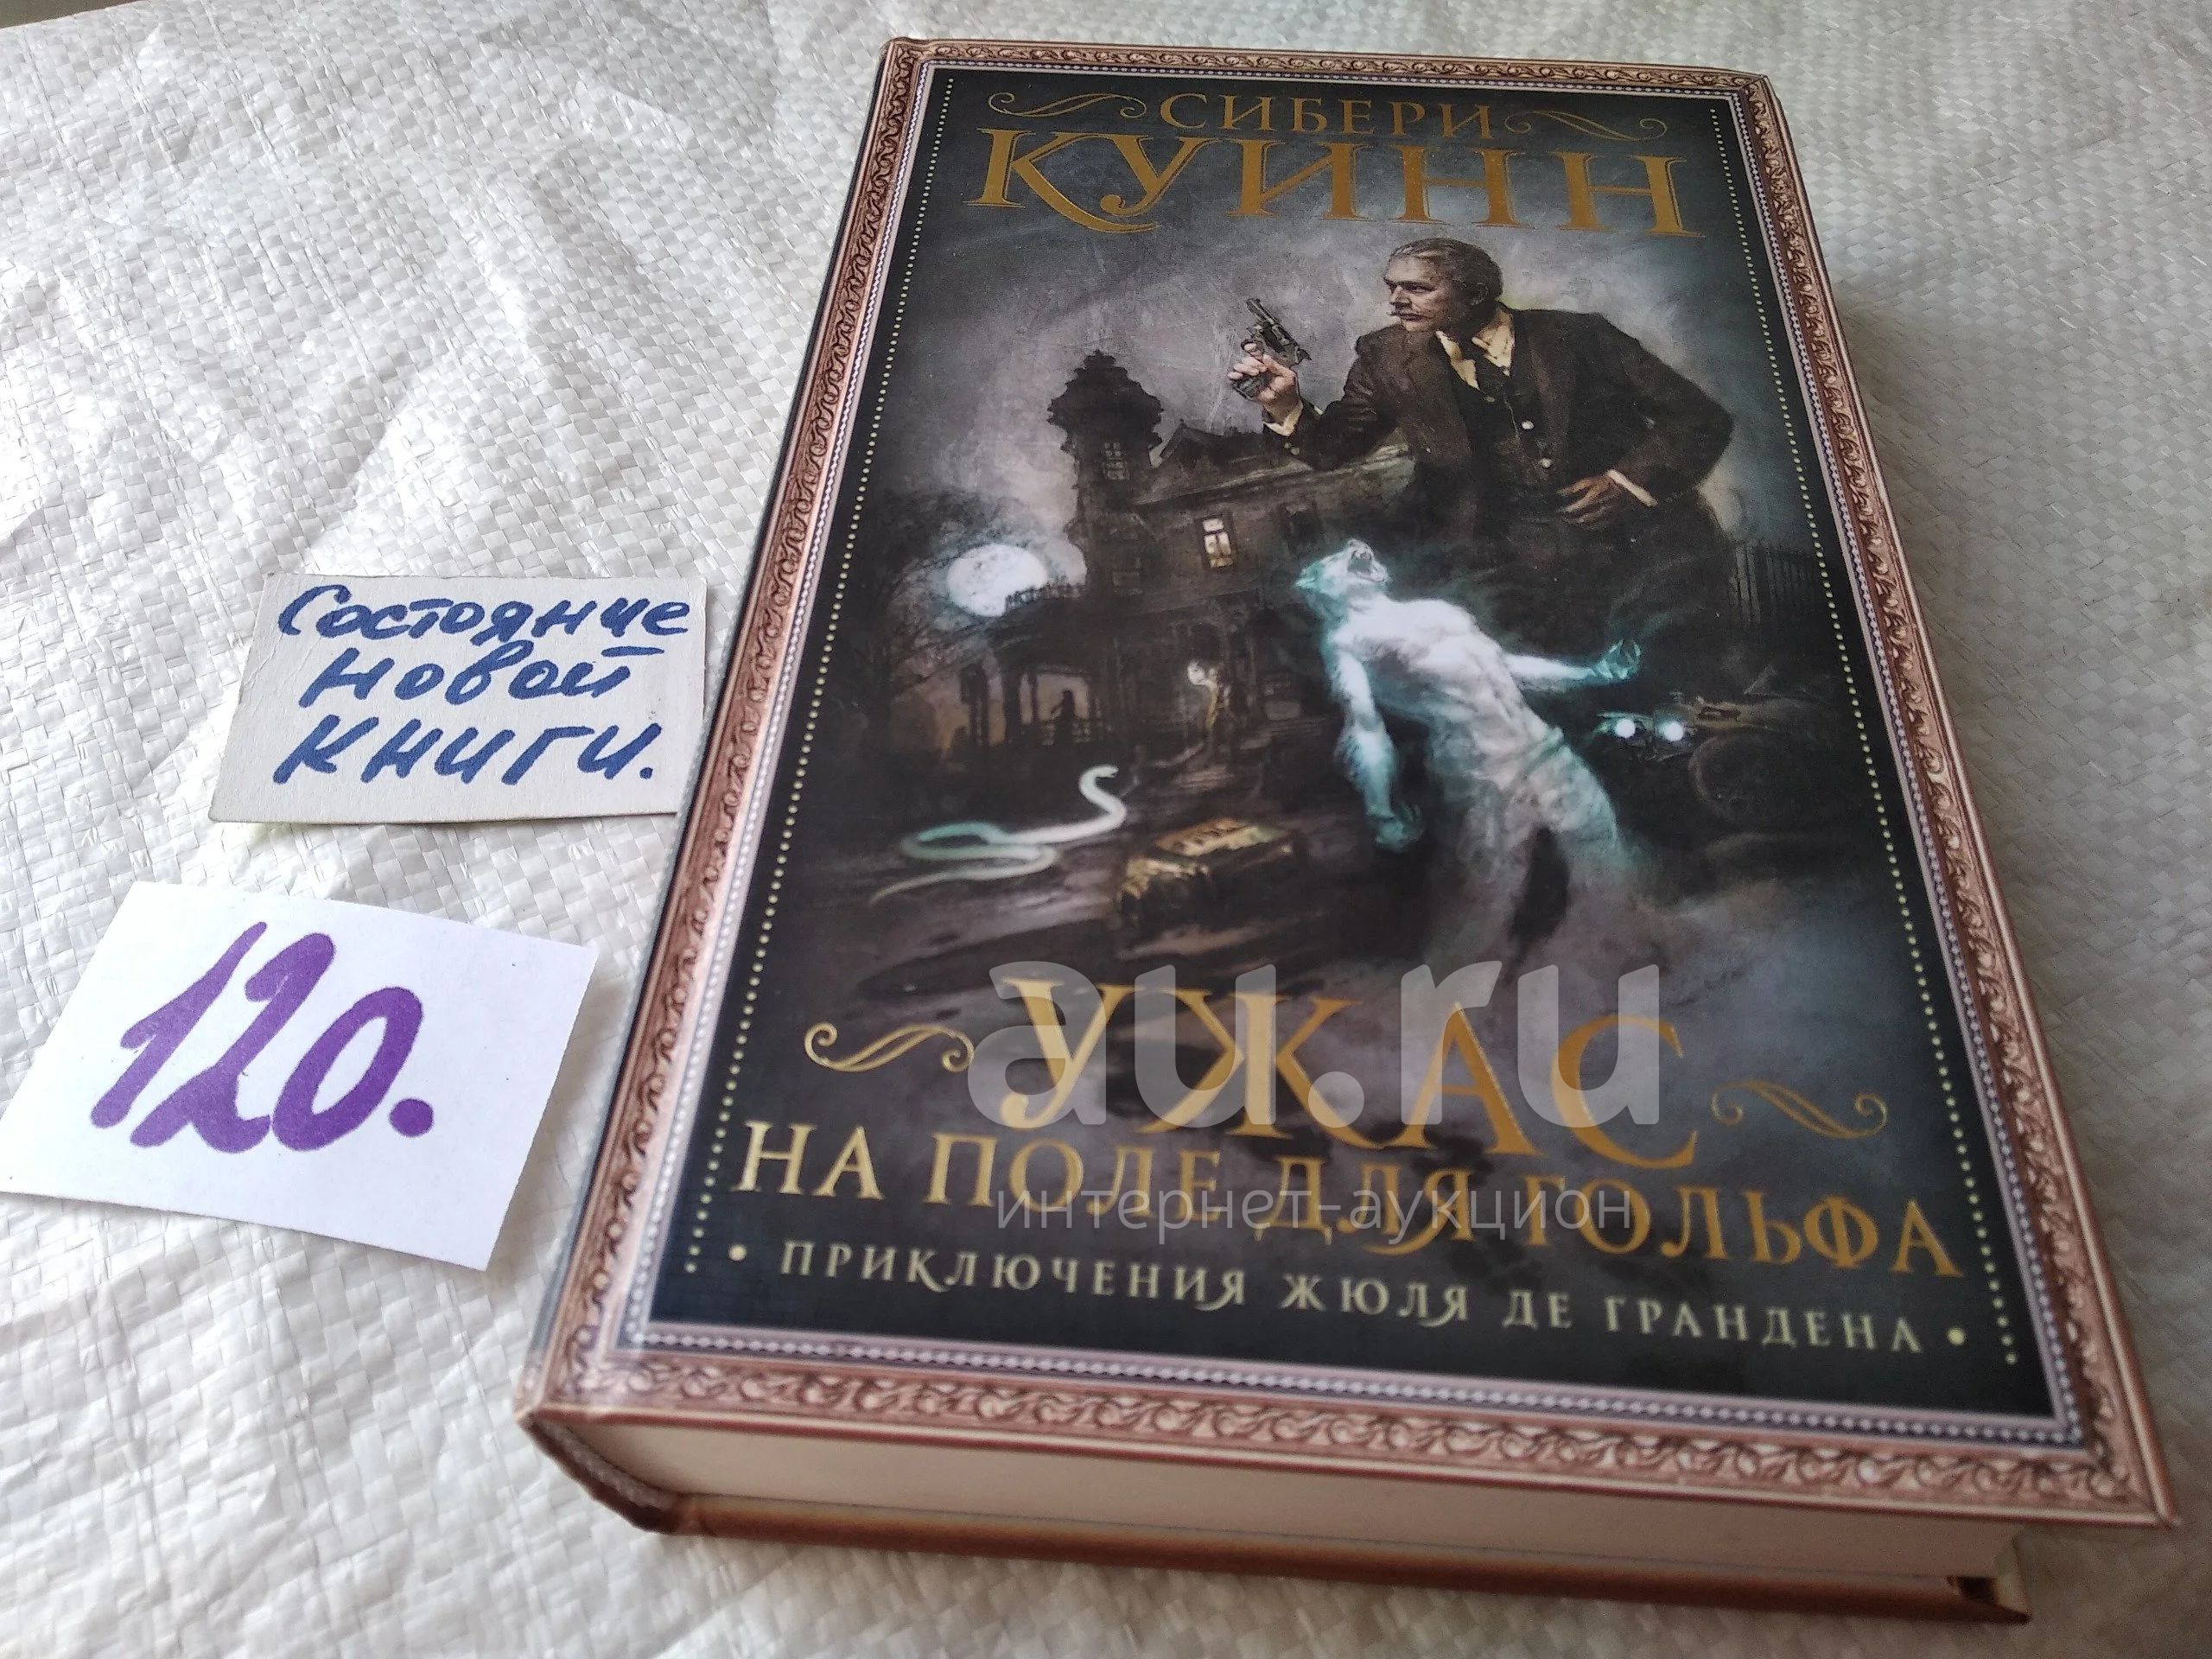 СИБЕРИ
КУИНН
Состояние
новой
книги.
120.
УЖАС
НА ПОЛЕ ДЛЯ ГОЛЬФА
• ПРИКЛЮЧЕНИЯ ЖЮЛЯ ДЕ ГРАНДЕНА •
au.ru
интернет-аукцион